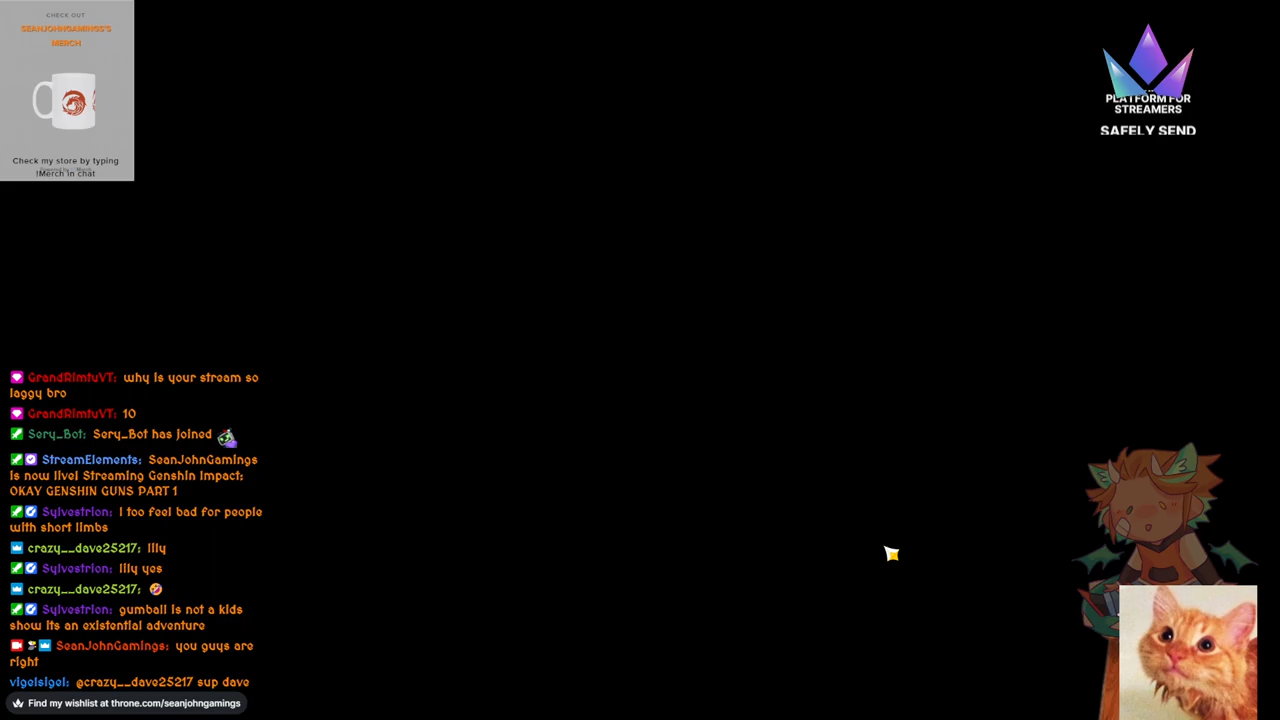 CHECK OUT
SEANJOHNGAMINGS'S
MERCH
Check my store by typing
!Merch in chat
PLATFORM FOR
STREAMERS
SAFELY SEND
GrandRimtuVT: why is your stream so
laggy bro
GrandRimtuVT: 10
Sery_Bot: Sery_Bot has joined
StreamElements: SeanJohnGamings
is now live! Streaming Genshin Impact:
OKAY GENSHIN GUNS PART 1
Sylvestrion: I too feel bad for people
with short limbs
crazy__dave25217: lily
Sylvestrion: lily yes
crazy__dave25217: 🤣
Sylvestrion: gumball is not a kids
show its an existential adventure
SeanJohnGamings: you guys are
right
vigelsigel: @crazy__dave25217 sup dave
Find my wishlist at throne.com/seanjohngamings